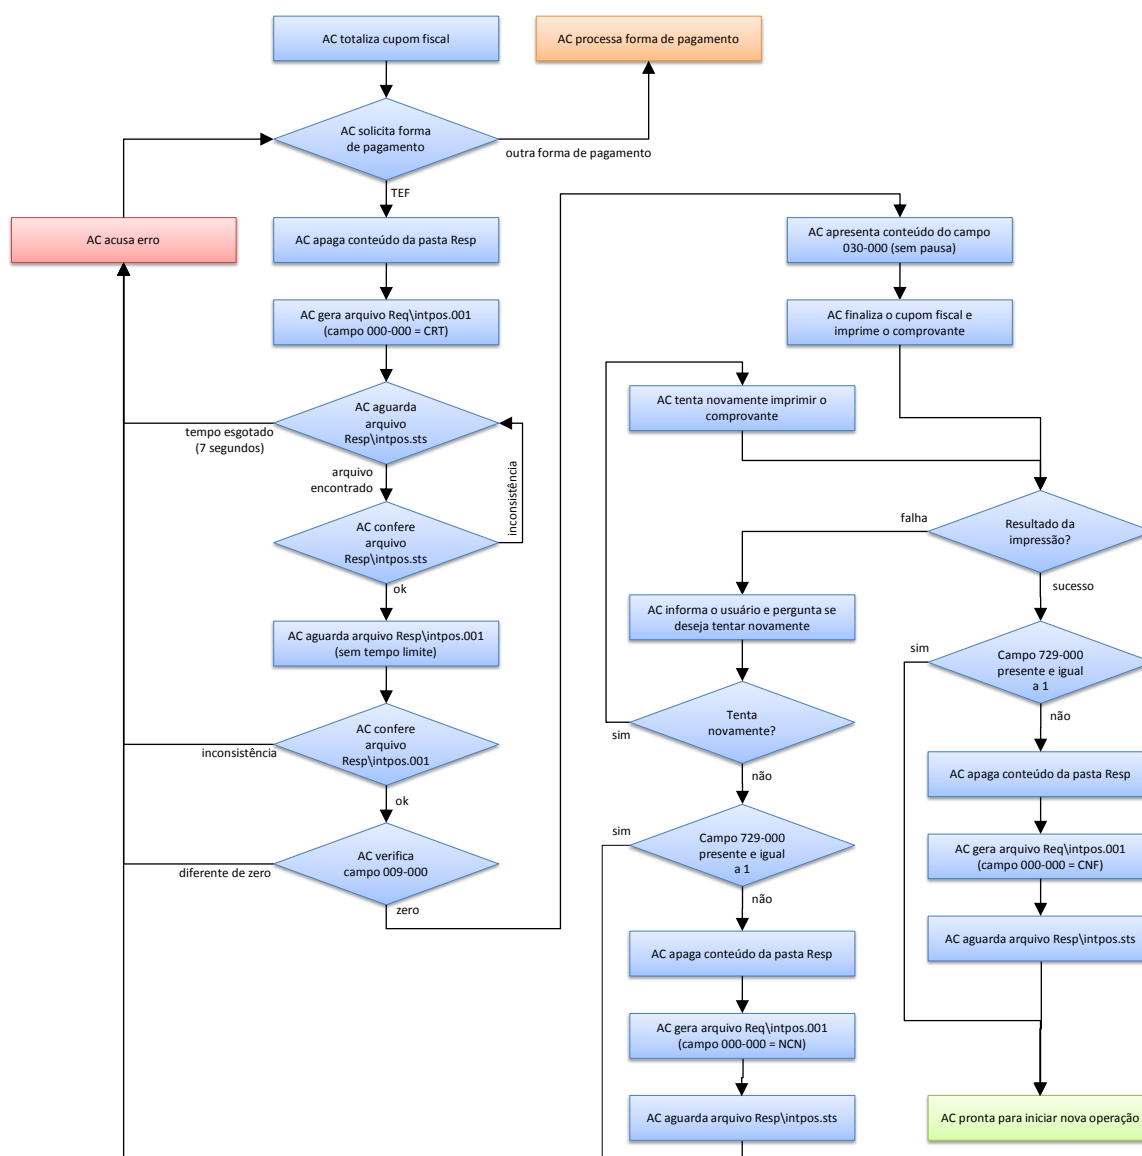 AC totaliza cupom fiscal
AC processa forma de pagamento
AC solicita forma
de pagamento
outra forma de pagamento
TEF
AC acusa erro
AC apaga conteúdo da pasta Resp
AC apresenta conteúdo do campo
030-000 (sem pausa)
AC gera arquivo Req\intpos.001
(campo 000-000 = CRT)
AC finaliza o cupom fiscal e
imprime o comprovante
AC aguarda
arquivo
Resp\intpos.sts
tempo esgotado
(7 segundos)
AC tenta novamente imprimir o
comprovante
arquivo
encontrado
inconsistência
AC confere
arquivo
Resp\intpos.sts
ok
falha
Resultado da
impressão?
sucesso
AC aguarda arquivo Resp\intpos.001
(sem tempo limite)
AC informa o usuário e pergunta se
deseja tentar novamente
sim
Campo 729-000
presente e igual
a 1
não
AC confere
arquivo
Resp\intpos.001
inconsistência
ok
Tenta
novamente?
sim
não
AC apaga conteúdo da pasta Resp
AC verifica
campo 009-000
diferente de zero
zero
sim
Campo 729-000
presente e igual
a 1
não
AC gera arquivo Req\intpos.001
(campo 000-000 = CNF)
AC apaga conteúdo da pasta Resp
AC aguarda arquivo Resp\intpos.sts
AC gera arquivo Req\intpos.001
(campo 000-000 = NCN)
AC aguarda arquivo Resp\intpos.sts
AC pronta para iniciar nova operação